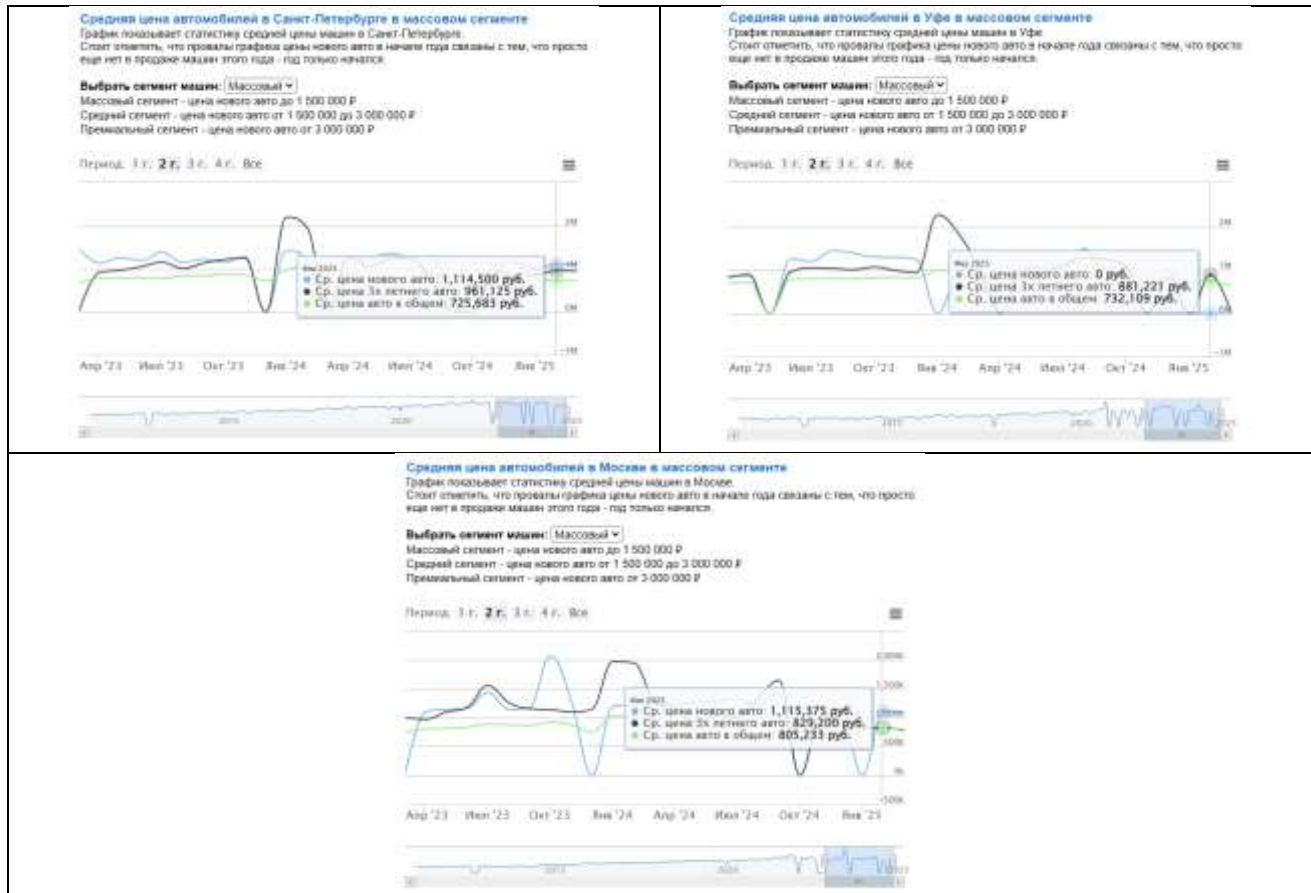 Средняя цена автомобилей в Санкт-Петербурге в массовом сегменте
График показывает статистику средней цены машин в Санкт-Петербурге.
Стоит отметить, что провалы графика цены нового авто в начале года связаны с тем, что просто
еще нет в продаже машин этого года - год только начался.
Выбрать сегмент машин: Массовый
Массовый сегмент - цена нового авто до 1 500 000 ₽
Средний сегмент - цена нового авто от 1 500 000 до 3 000 000 ₽
Премиальный сегмент - цена нового авто от 3 000 000 ₽
Период: 1 г. 2 г. 3 г. 4 г. Все
2M
0M
-1M
Ср. цена нового авто: 1,114,500 руб.
Ср. цена 3х летнего авто: 961,125 руб.
Ср. цена авто в общем: 725,683 руб.
Апр '23 Июл '23 Окт '23 Янв '24 Апр '24 Июл '24 Окт '24 Янв '25
2020
Средняя цена автомобилей в Уфе в массовом сегменте
График показывает статистику средней цены машин в Уфе
Стоит отметить, что провалы графика цены нового авто в начале года связаны с тем, что просто
еще нет в продаже машин этого года - год только начался.
Выбрать сегмент машин: Массовый
Массовый сегмент - цена нового авто до 1 500 000 ₽
Средний сегмент - цена нового авто от 1 500 000 до 3 000 000 ₽
Премиальный сегмент - цена нового авто от 3 000 000 ₽
Период: 1 г. 2 г. 3 г. 4 г. Все
2M
1M
0M
-1M
Ср. цена нового авто: 0 руб.
Ср. цена 3х летнего авто: 881,221 руб.
Ср. цена авто в общем: 732,109 руб.
Апр '23 Июл '23 Окт '23 Янв '24 Апр '24 Июл '24 Окт '24 Янв '25
2020
Средняя цена автомобилей в Москве в массовом сегменте
График показывает статистику средней цены машин в Москве.
Стоит отметить, что провалы графика цены нового авто в начале года связаны с тем, что просто
еще нет в продаже машин этого года - год только начался.
Выбрать сегмент машин: Массовый
Массовый сегмент - цена нового авто до 1 500 000 ₽
Средний сегмент - цена нового авто от 1 500 000 до 3 000 000 ₽
Премиальный сегмент - цена нового авто от 3 000 000 ₽
Период: 1 г. 2 г. 3 г. 4 г. Все
Ср. цена нового авто: 1,115,375 руб.
Ср. цена 3х летнего авто: 829,200 руб.
Ср. цена авто в общем: 805,233 руб.
0k
-500K
Апр '23 Июл '23 Окт '23 Янв '24 Апр '24 Июл '24 Окт '24 Янв '25